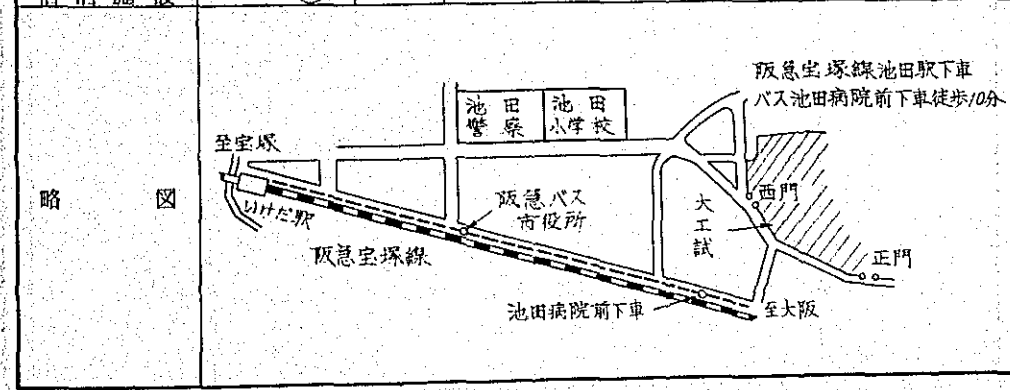 阪急宝塚線池田駅下車
バス池田病院前下車徒歩10分
池田
警察
池田
小学校
至宝塚
略図
いけだ駅
阪急バス
市役所
大工試
西門
阪急宝塚線
正門
池田病院前下車
至大阪